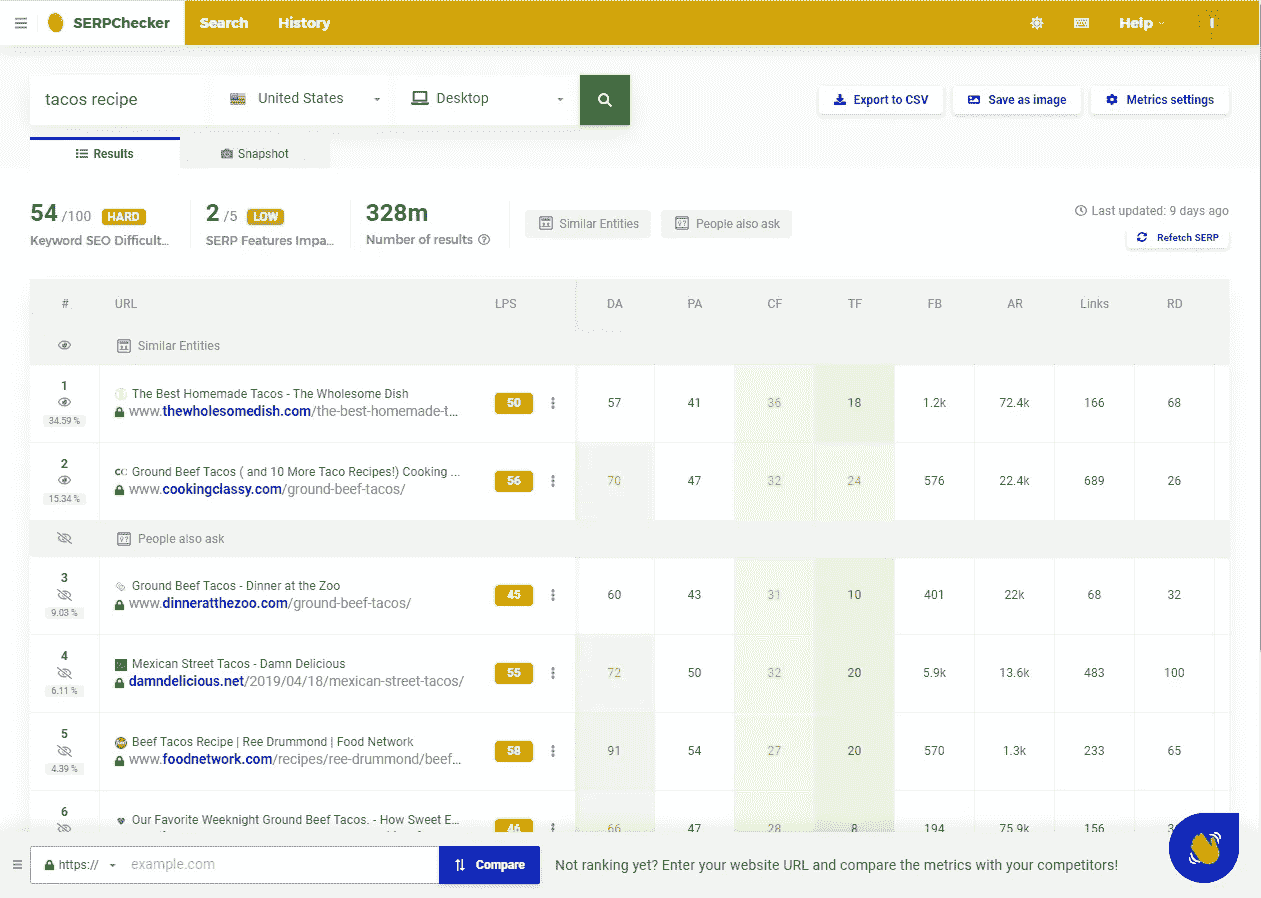 SERPChecker Search History Help
tacos recipe United States Desktop
Export to CSV Save as image Metrics settings
Results Snapshot
54 /100 HARD
Keyword SEO Difficult...
2 /5 LOW
SERP Features Impa...
328m
Number of results
Similar Entities People also ask
Last updated: 9 days ago
Refetch SERP
# URL LPS DA PA CF TF FB AR Links RD
Similar Entities
1
34.59 %
The Best Homemade Tacos - The Wholesome Dish
www.thewholesomedish.com/the-best-homemade-t...
50 57 41 36 18 1.2k 72.4k 166 68
2
15.34 %
Ground Beef Tacos ( and 10 More Taco Recipes!) Cooking ...
www.cookingclassy.com/ground-beef-tacos/
56 70 47 32 24 576 22.4k 689 26
People also ask
3
9.03 %
Ground Beef Tacos - Dinner at the Zoo
www.dinneratthezoo.com/ground-beef-tacos/
45 60 43 31 10 401 22k 68 32
4
6.11 %
Mexican Street Tacos - Damn Delicious
damndelicious.net/2019/04/18/mexican-street-tacos/
55 72 50 32 20 5.9k 13.6k 483 100
5
4.39 %
Beef Tacos Recipe | Ree Drummond | Food Network
www.foodnetwork.com/recipes/ree-drummond/beef...
58 91 54 27 20 570 1.3k 233 65
6
Our Favorite Weeknight Ground Beef Tacos. - How Sweet E...
46 66 47 28 8 194 75.9k 156
https:// example.com Compare Not ranking yet? Enter your website URL and compare the metrics with your competitors!